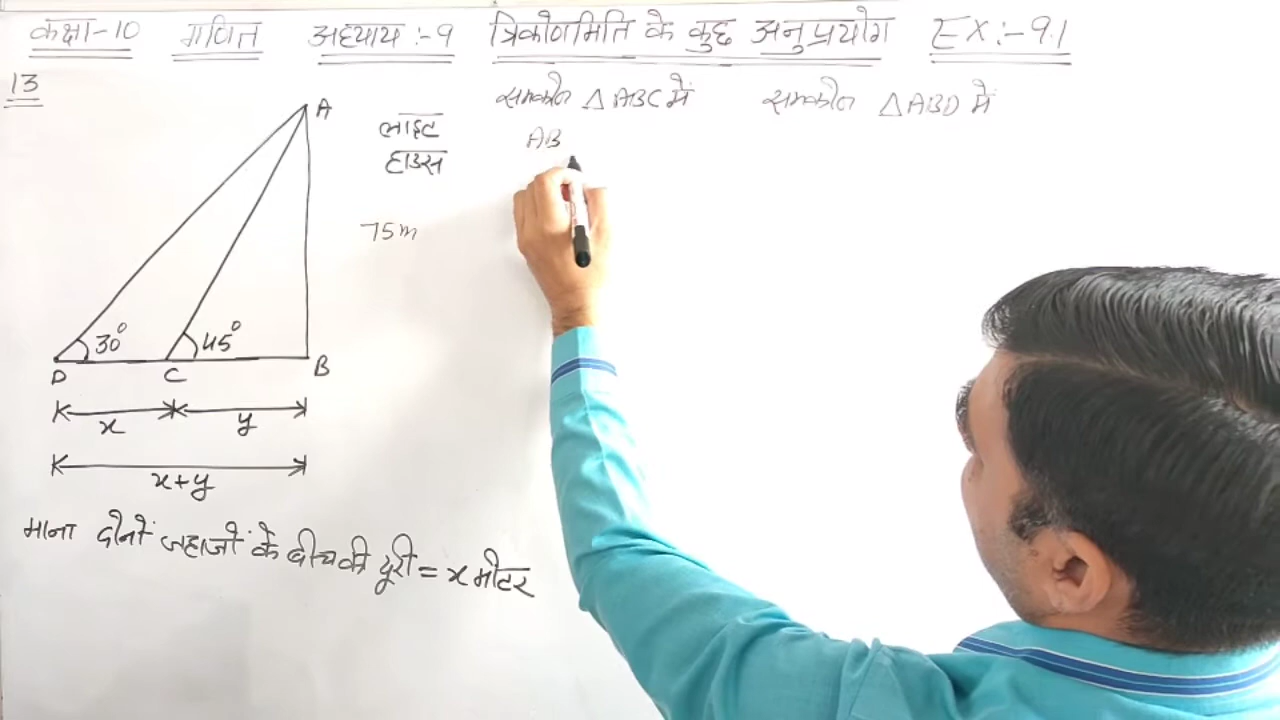 कक्षा-10 गणित अध्याय :-9 त्रिकोणमिति के कुछ अनुप्रयोग EX:-9.1
13
समकोण △ABC में
समकोण △ABD में
AB
A
लाइट
हाउस
75m
30°
45°
D
C
B
x
y
x+y
माना दोनों जहाजों के बीच की दूरी = x मीटर